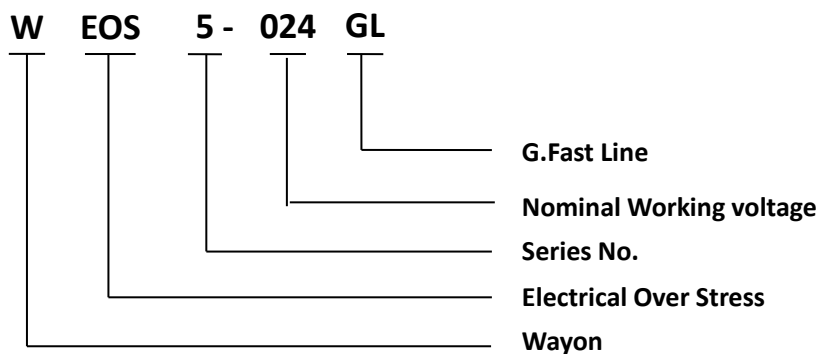 W EOS 5 - 024 GL
G.Fast Line
Nominal Working voltage
Series No.
Electrical Over Stress
Wayon